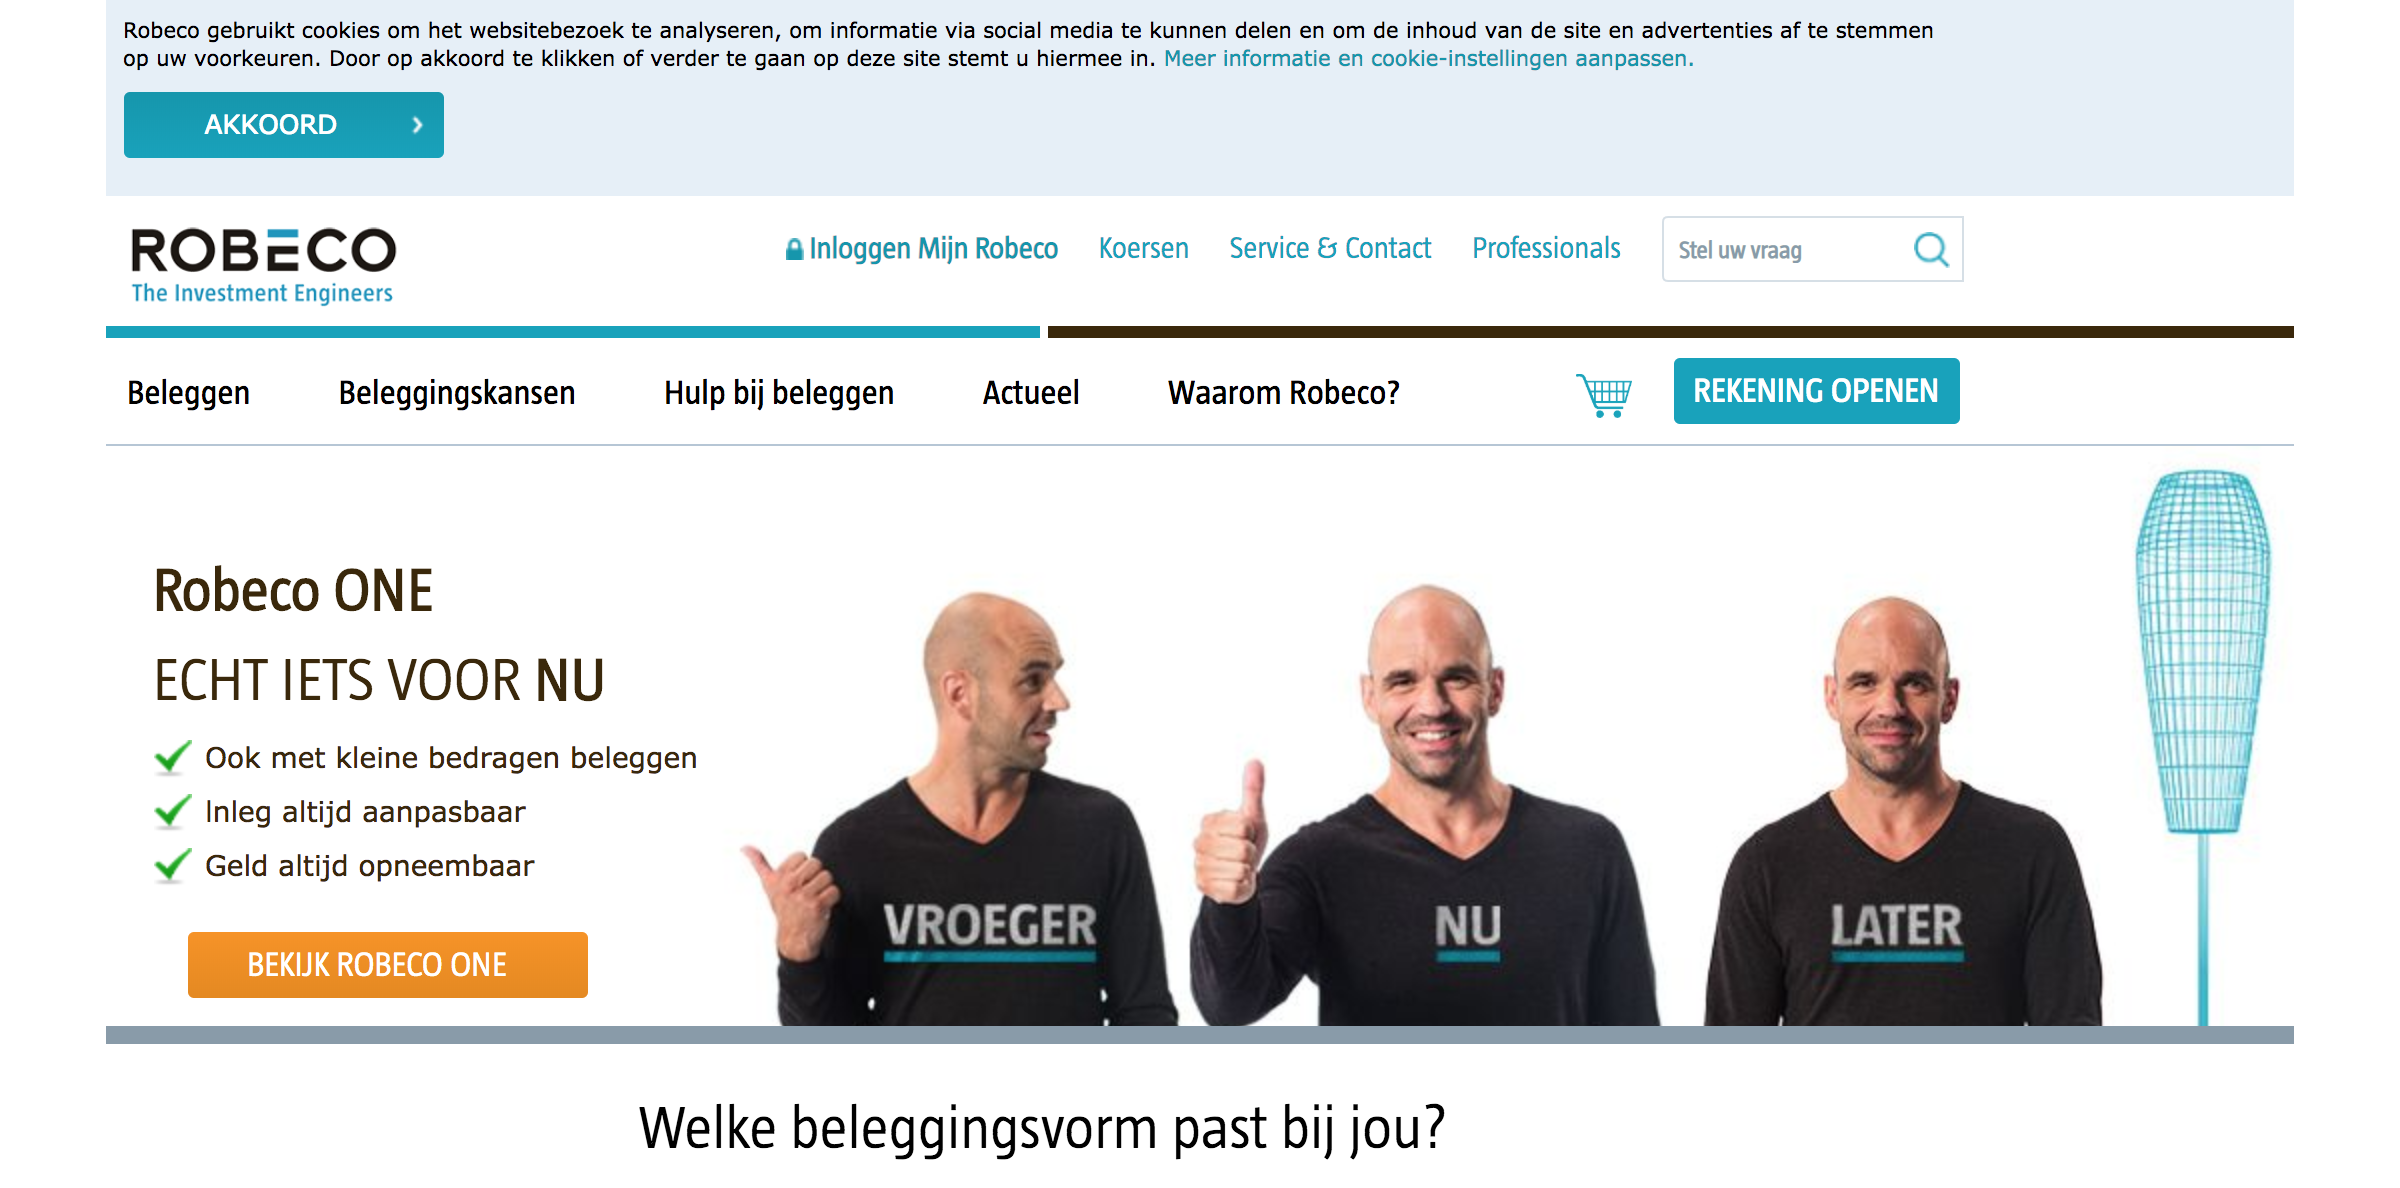 Robeco gebruikt cookies om het websitebezoek te analyseren, om informatie via social media te kunnen delen en om de inhoud van de site en advertenties af te stemmen
op uw voorkeuren. Door op akkoord te klikken of verder te gaan op deze site stemt u hiermee in. Meer informatie en cookie-instellingen aanpassen.
AKKOORD
ROBECO
The Investment Engineers
Inloggen Mijn Robeco Koersen Service & Contact Professionals Stel uw vraag
Beleggen Beleggingskansen Hulp bij beleggen Actueel Waarom Robeco? REKENING OPENEN
Robeco ONE
ECHT IETS VOOR NU
Ook met kleine bedragen beleggen
Inleg altijd aanpasbaar
Geld altijd opneembaar
BEKIJK ROBECO ONE
VROEGER
NU
LATER
Welke beleggingsvorm past bij jou?